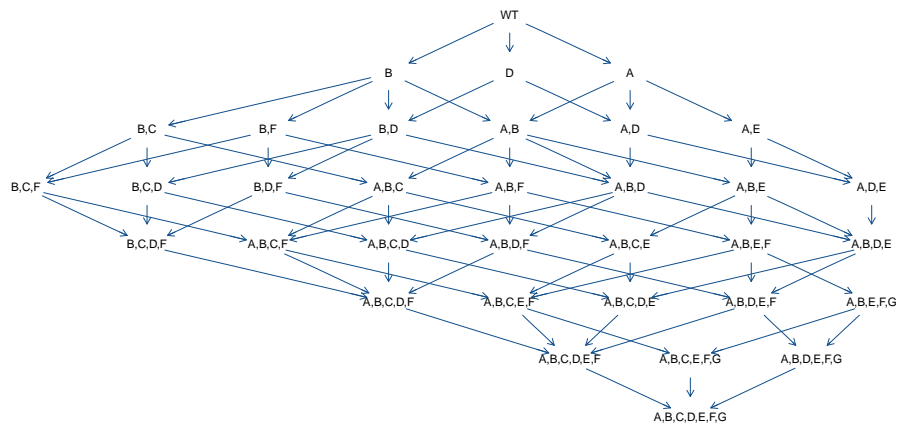 WT
B D A
B,C B,F B,D A,B A,D A,E
B,C,F B,C,D B,D,F A,B,C A,B,F A,B,D A,B,E A,D,E
B,C,D,F A,B,C,F A,B,C,D A,B,D,F A,B,C,E A,B,E,F A,B,D,E
A,B,C,D,F A,B,C,E,F A,B,C,D,E A,B,D,E,F A,B,E,F,G
A,B,C,D,E,F A,B,C,E,F,G A,B,D,E,F,G
A,B,C,D,E,F,G